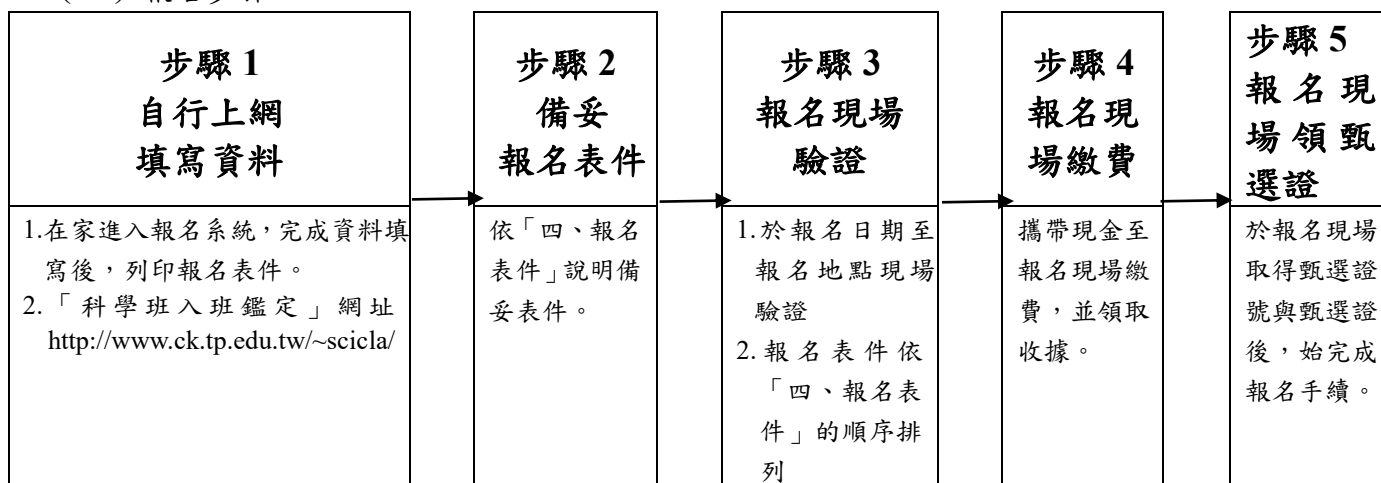 步驟 1
自行上網
填寫資料
1.在家進入報名系統，完成資料填
寫後，列印報名表件。
2.「科學班入班鑑定」網址
http://www.ck.tp.edu.tw/~scicla/
步驟 2
備妥
報名表件
依「四、報名
表件」說明備
妥表件。
步驟 3
報名現場
驗證
1.於報名日期至
報名地點現場
驗證
2.報名表件依
「四、報名表
件」的順序排
列
步驟 4
報名現
場繳費
攜帶現金至
報名現場繳
費，並領取
收據。
步驟 5
報名現
場領甄
選證
於報名現場
取得甄選證
號與甄選證
後，始完成
報名手續。